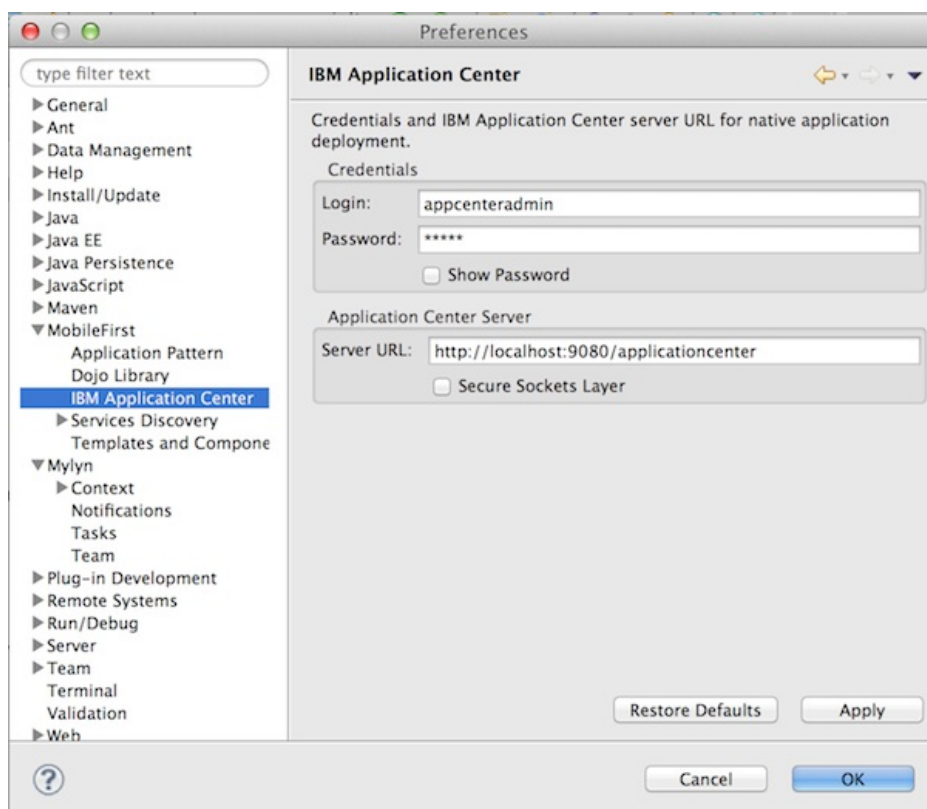 Preferences
type filter text
General
Ant
Data Management
Help
Install/Update
Java
Java EE
Java Persistence
JavaScript
Maven
MobileFirst
Application Pattern
Dojo Library
IBM Application Center
Services Discovery
Templates and Compone
Mylyn
Context
Notifications
Tasks
Team
Plug-in Development
Remote Systems
Run/Debug
Server
Team
Terminal
Validation
Web
IBM Application Center
Credentials and IBM Application Center server URL for native application
deployment.
Credentials
Login: appcenteradmin
Password: *****
Show Password
Application Center Server
Server URL: http://localhost:9080/applicationcenter
Secure Sockets Layer
Restore Defaults Apply
? Cancel OK